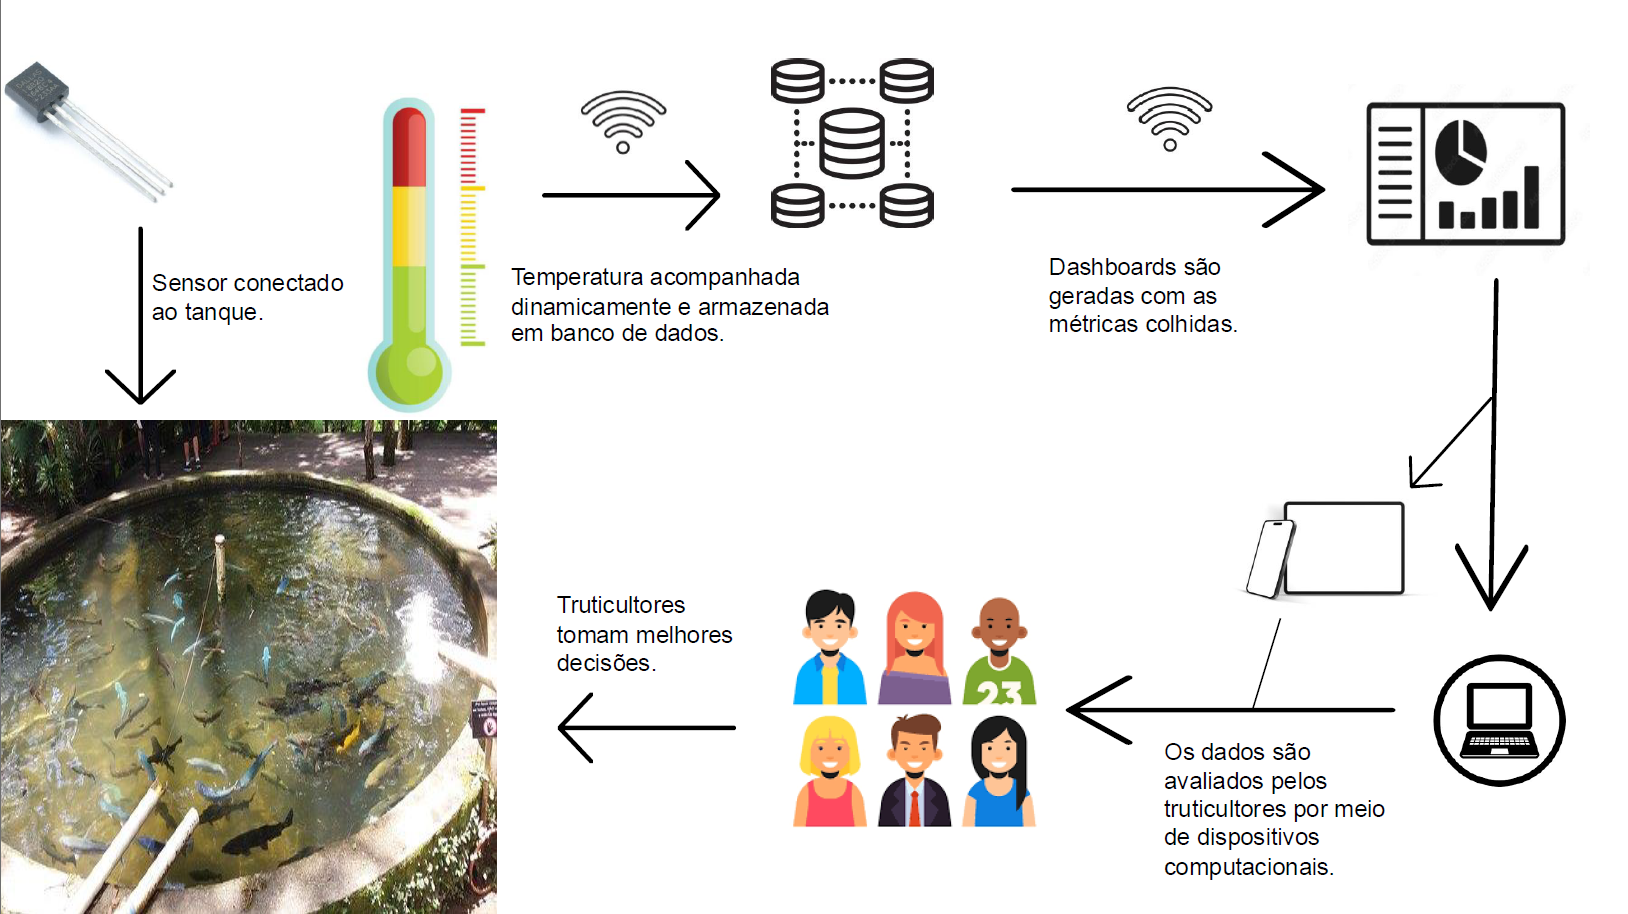 Sensor conectado
ao tanque.
Temperatura acompanhada
dinamicamente e armazenada
em banco de dados.
Dashboards são
geradas com as
métricas colhidas.
Truticultores
tomam melhores
decisões.
23
Os dados são
avaliados pelos
truticultores por meio
de dispositivos
computacionais.